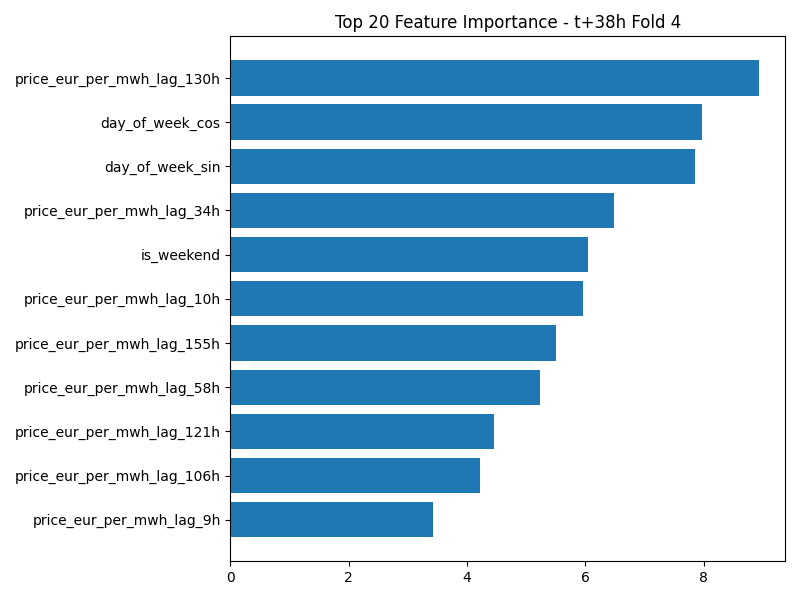 Top 20 Feature Importance - t+38h Fold 4
price_eur_per_mwh_lag_130h
day_of_week_cos
day_of_week_sin
price_eur_per_mwh_lag_34h
is_weekend
price_eur_per_mwh_lag_10h
price_eur_per_mwh_lag_155h
price_eur_per_mwh_lag_58h
price_eur_per_mwh_lag_121h
price_eur_per_mwh_lag_106h
price_eur_per_mwh_lag_9h
0 2 4 6 8